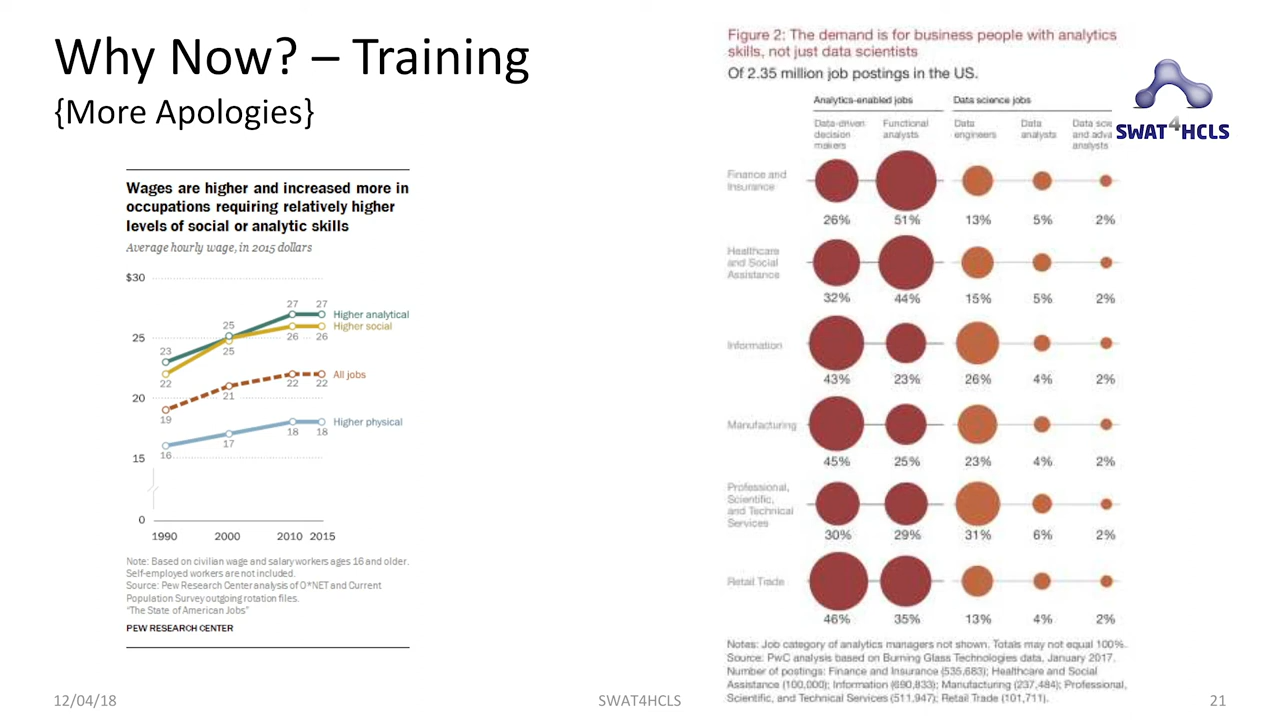 Why Now? – Training
{More Apologies}
Wages are higher and increased more in
occupations requiring relatively higher
levels of social or analytic skills
Average hourly wage, in 2015 dollars
$30
25
20
15
0
23
22
25
25
27
27
26
26
Higher analytical
Higher social
19
21
22
22
All jobs
16
17
18
18
Higher physical
1990 2000 2010 2015
Note: Based on civilian wage and salary workers ages 16 and older.
Self-employed workers are not included.
Source: Pew Research Center analysis of O*NET and Current
Population Survey outgoing rotation files.
"The State of American Jobs"
PEW RESEARCH CENTER
Figure 2: The demand is for business people with analytics
skills, not just data scientists
Of 2.35 million job postings in the US.
SWAT4HCLS
Analytics-enabled jobs Data science jobs
Data-driven
decision
makers
Functional
analysts
Data
engineers
Data
analysts
Data scie
and adva
analysts
Finance and
Insurance
26% 51% 13% 5% 2%
Healthcare
and Social
Assistance
32% 44% 15% 5% 2%
Information
43% 23% 26% 4% 2%
Manufacturing
45% 25% 23% 4% 2%
Professional,
Scientific,
and Technical
Services
30% 29% 31% 6% 2%
Retail Trade
46% 35% 13% 4% 2%
Notes: Job category of analytics managers not shown. Totals may not equal 100%.
Source: PwC analysis based on Burning Glass Technologies data, January 2017.
Number of postings: Finance and Insurance (535,683); Healthcare and Social
Assistance (100,000); Information (690,833); Manufacturing (237,484); Professional,
Scientific, and Technical Services (511,947); Retail Trade (101,711).
12/04/18
SWAT4HCLS
21